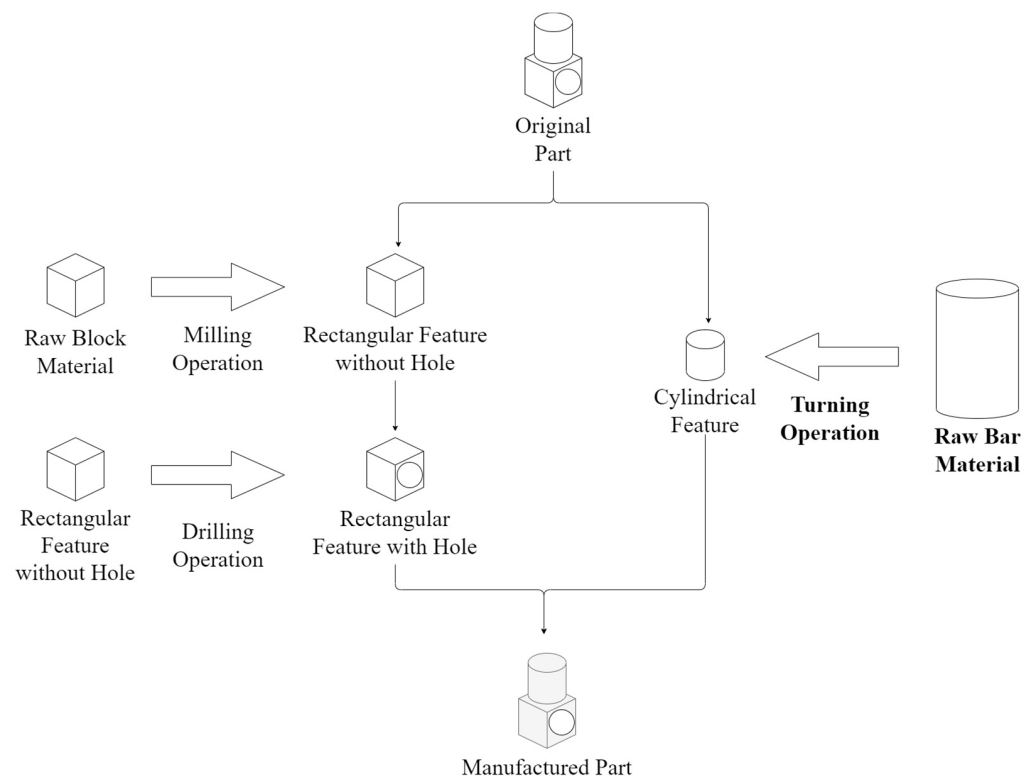 Original
Part
Raw Block
Material
Milling
Operation
Rectangular Feature
without Hole
Cylindrical
Feature
Turning
Operation
Raw Bar
Material
Rectangular
Feature
without Hole
Drilling
Operation
Rectangular
Feature with Hole
Manufactured Part